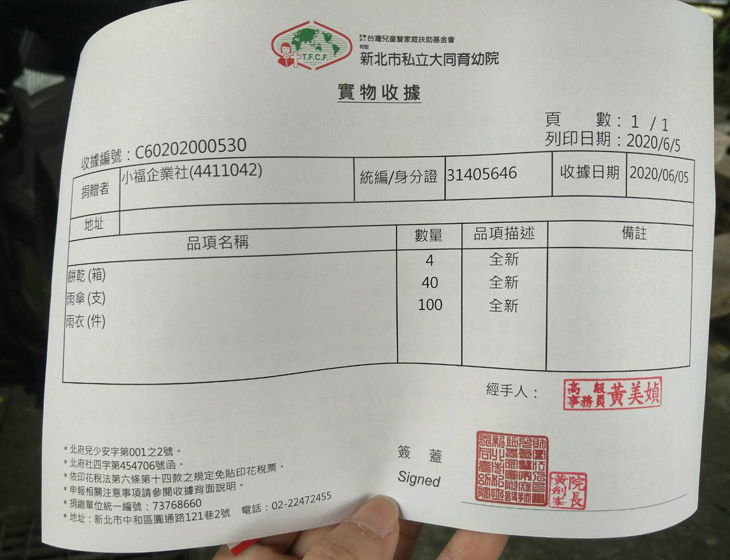 T.F.C.F.
台灣兒童暨家庭扶助基金會
附設
新北市私立大同育幼院
實物收據
頁 數：1 / 1
列印日期：2020/6/5
收據編號：C60202000530
捐贈者 小福企業社(4411042) 統編/身分證 31405646 收據日期 2020/06/05
地址
品項名稱 數量 品項描述 備註
餅乾(箱) 4 全新
雨傘(支) 40 全新
雨衣(件) 100 全新
經手人：
高級事務員 黃美媜
簽 蓋
Signed
院長
* 北府兒少安字第001之2號。
* 北府社四字第454706號函。
* 依印花稅法第六條第十四款之規定免貼印花稅票。
* 申報相關注意事項請參閱收據背面說明。
* 捐繳單位統一編號：73768660
* 地址：新北市中和區圓通路121巷2號 電話：02-22472455